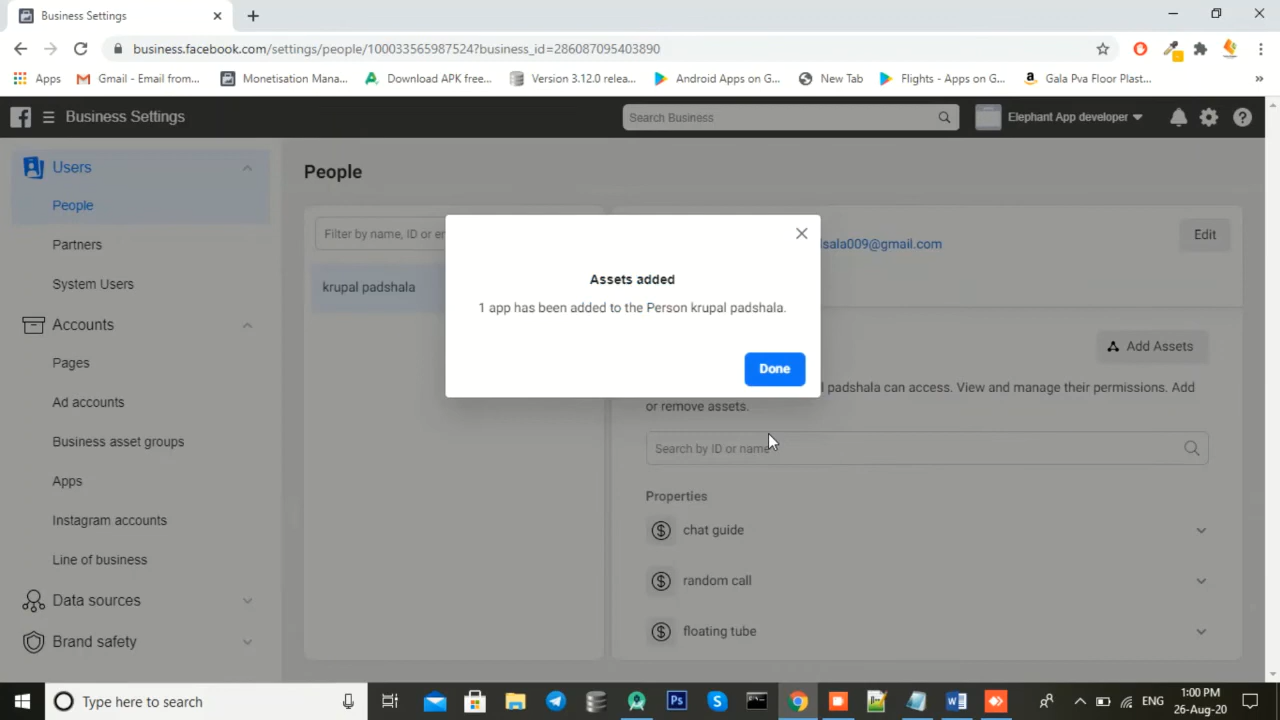 Business Settings
business.facebook.com/settings/people/100033565987524?business_id=286087095403890
Apps
Gmail - Email from...
Monetisation Mana...
Download APK free...
Version 3.12.0 relea...
Android Apps on G...
New Tab
Flights - Apps on G...
Gala Pva Floor Plast...
»
Business Settings
Search Business
Elephant App developer
Users
People
Partners
System Users
Accounts
Pages
Ad accounts
Business asset groups
Apps
Instagram accounts
Line of business
Data sources
Brand safety
People
Filter by name, ID or em
krupal padshala
lsala009@gmail.com
Edit
Assets added
1 app has been added to the Person krupal padshala.
Done
Add Assets
l padshala can access. View and manage their permissions. Add
or remove assets.
Search by ID or name
Properties
chat guide
random call
floating tube
Type here to search
Ps
ENG
1:00 PM
26-Aug-20